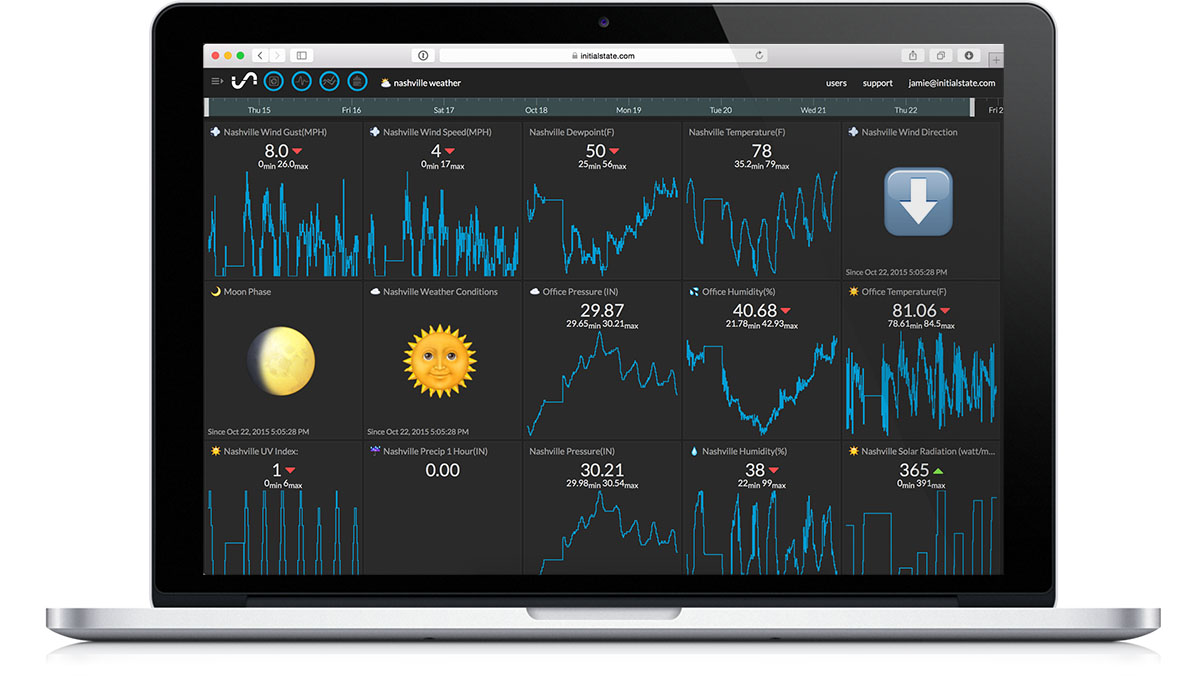 initialstate.com
nashville weather
users support jamie@initialstate.com
Thu 15 Fri 16 Sat 17 Oct 18 Mon 19 Tue 20 Wed 21 Thu 22 Fri 2
Nashville Wind Gust(MPH)
8.0
0min 26.0max
Nashville Wind Speed(MPH)
4
0min 17max
Nashville Dewpoint(F)
50
25min 56max
Nashville Temperature(F)
78
35.2min 79max
Nashville Wind Direction
Since Oct 22, 2015 5:05:28 PM
Moon Phase
Since Oct 22, 2015 5:05:28 PM
Nashville Weather Conditions
Since Oct 22, 2015 5:05:28 PM
Office Pressure (IN)
29.87
29.65min 30.21max
Office Humidity(%)
40.68
21.78min 42.93max
Office Temperature(F)
81.06
78.61min 84.5max
Nashville UV Index:
1
0min 6max
Nashville Precip 1 Hour(IN)
0.00
Nashville Pressure(IN)
30.21
29.98min 30.54max
Nashville Humidity(%)
38
22min 99max
Nashville Solar Radiation (watt/m...
365
0min 391max